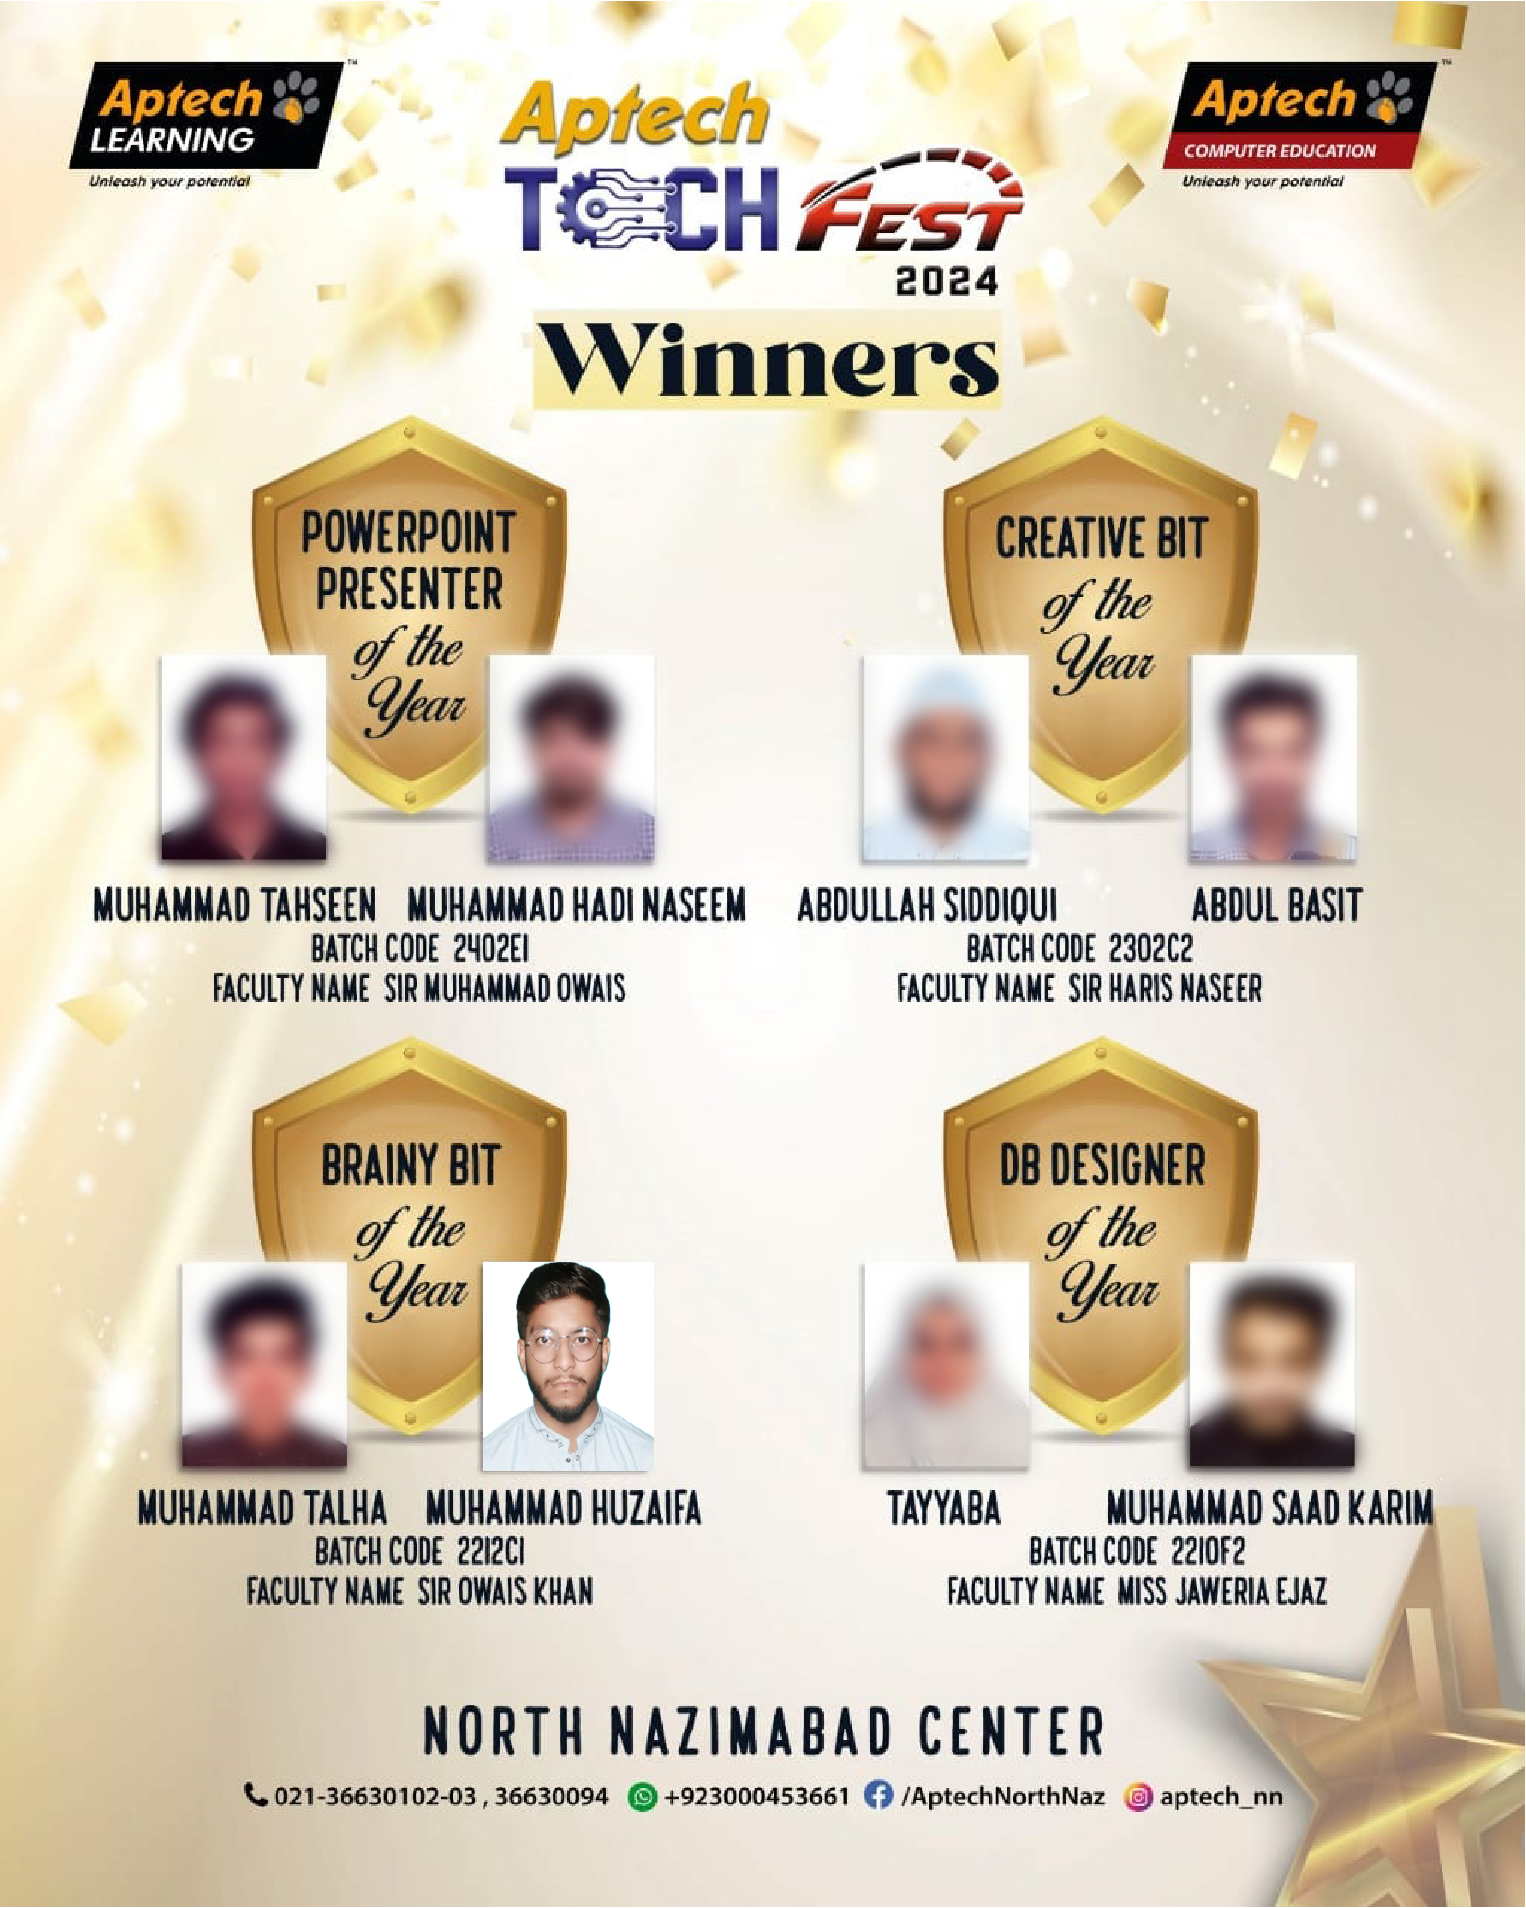 Aptech
LEARNING
Unleash your potential
TM
Aptech
TECH FEST
2024
Aptech
COMPUTER EDUCATION
Unleash your potential
TM
Winners
POWERPOINT
PRESENTER
of the
Year
MUHAMMAD TAHSEEN MUHAMMAD HADI NASEEM
BATCH CODE 2402E1
FACULTY NAME SIR MUHAMMAD OWAIS
CREATIVE BIT
of the
Year
ABDULLAH SIDDIQUI ABDUL BASIT
BATCH CODE 2302C2
FACULTY NAME SIR HARIS NASEER
BRAINY BIT
of the
Year
MUHAMMAD TALHA MUHAMMAD HUZAIFA
BATCH CODE 2212C1
FACULTY NAME SIR OWAIS KHAN
DB DESIGNER
of the
Year
TAYYABA MUHAMMAD SAAD KARIM
BATCH CODE 2210F2
FACULTY NAME MISS JAWERIA EJAZ
NORTH NAZIMABAD CENTER
021-36630102-03 , 36630094 +923000453661 /AptechNorthNaz aptech_nn